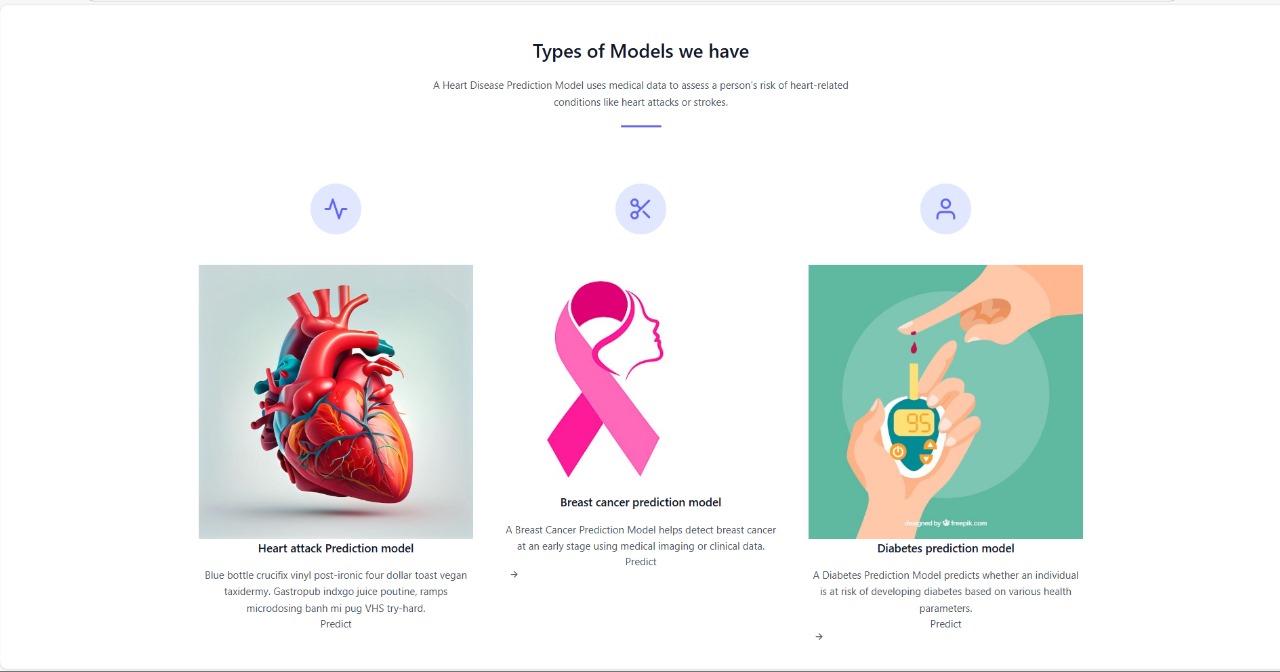 Types of Models we have
A Heart Disease Prediction Model uses medical data to assess a person's risk of heart-related
conditions like heart attacks or strokes.
95
designed by freepik.com
Heart attack Prediction model
Blue bottle crucifix vinyl post-ironic four dollar toast vegan
taxidermy. Gastropub indxgo juice poutine, ramps
microdosing banh mi pug VHS try-hard.
Predict
Breast cancer prediction model
A Breast Cancer Prediction Model helps detect breast cancer
at an early stage using medical imaging or clinical data.
Predict
→
Diabetes prediction model
A Diabetes Prediction Model predicts whether an individual
is at risk of developing diabetes based on various health
parameters.
Predict
→